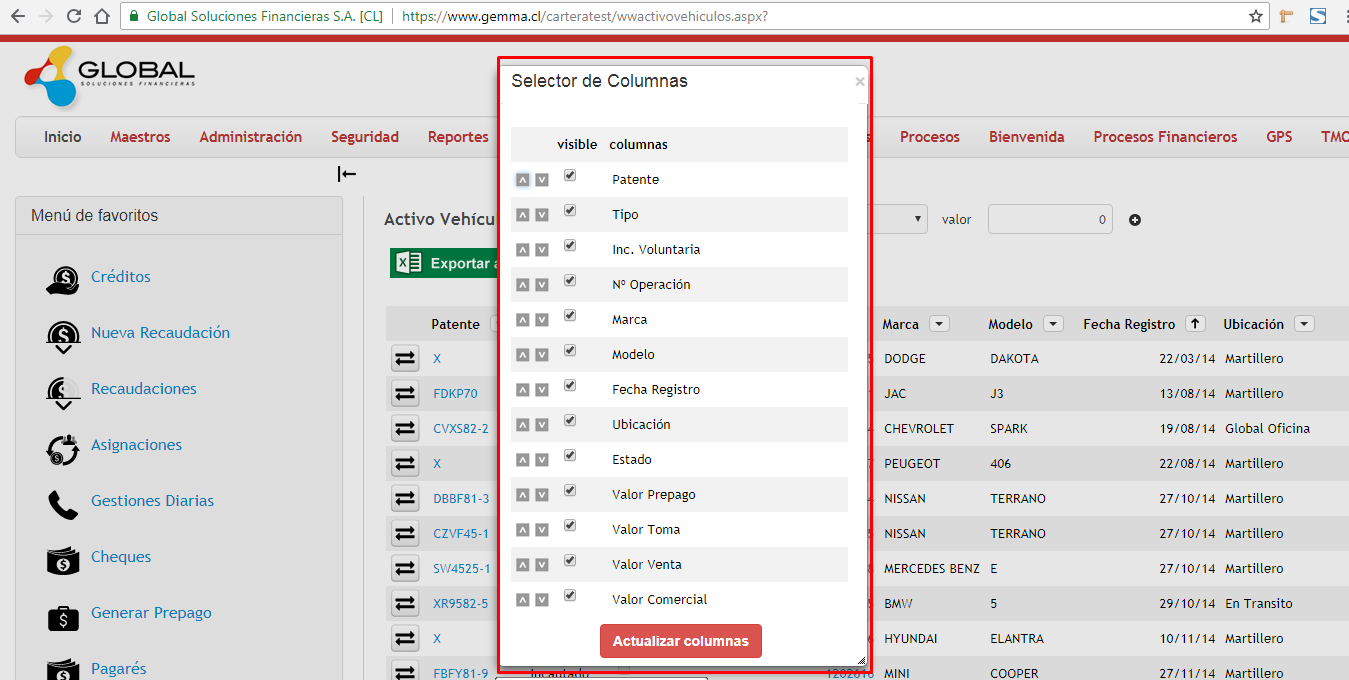 Global Soluciones Financieras S.A. [CL] https://www.gemma.cl/carteratest/wwactivovehiculos.aspx?
GLOBAL
SOLUCIONES FINANCIERAS
Inicio Maestros Administración Seguridad Reportes Procesos Bienvenida Procesos Financieros GPS TMO
Menú de favoritos
Créditos
Nueva Recaudación
Recaudaciones
Asignaciones
Gestiones Diarias
Cheques
Generar Prepago
Pagarés
Activo Vehícu valor 0
Exportar a
Selector de Columnas ×
visible columnas
Patente
Tipo
Inc. Voluntaria
Nº Operación
Marca
Modelo
Fecha Registro
Ubicación
Estado
Valor Prepago
Valor Toma
Valor Venta
Valor Comercial
Actualizar columnas
Patente Marca Modelo Fecha Registro Ubicación
X DODGE DAKOTA 22/03/14 Martillero
FDKP70 JAC J3 13/08/14 Martillero
CVXS82-2 CHEVROLET SPARK 19/08/14 Global Oficina
X PEUGEOT 406 22/08/14 Martillero
DBBF81-3 NISSAN TERRANO 27/10/14 Martillero
CZVF45-1 NISSAN TERRANO 27/10/14 Martillero
SW4525-1 MERCEDES BENZ E 27/10/14 Martillero
XR9582-5 BMW 5 29/10/14 En Transito
X HYUNDAI ELANTRA 10/11/14 Martillero
FBFY81-9 Incautado 1202616 MINI COOPER 27/11/14 Martillero